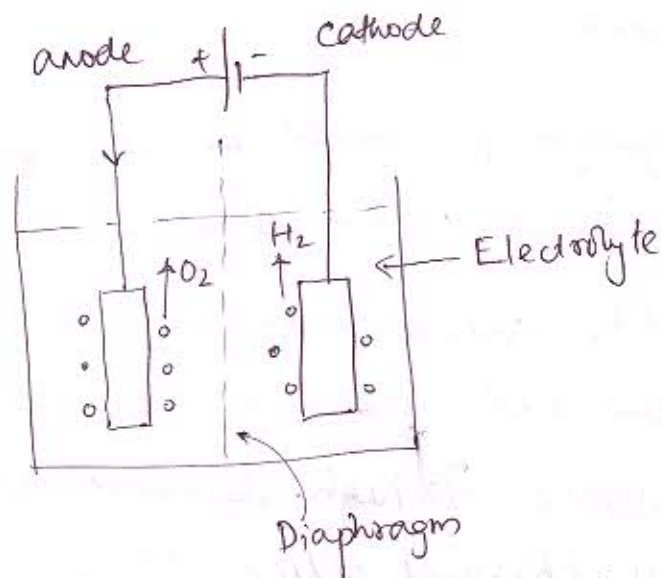 anode + - cathode
O2
H2
Electrolyte
Diaphragm